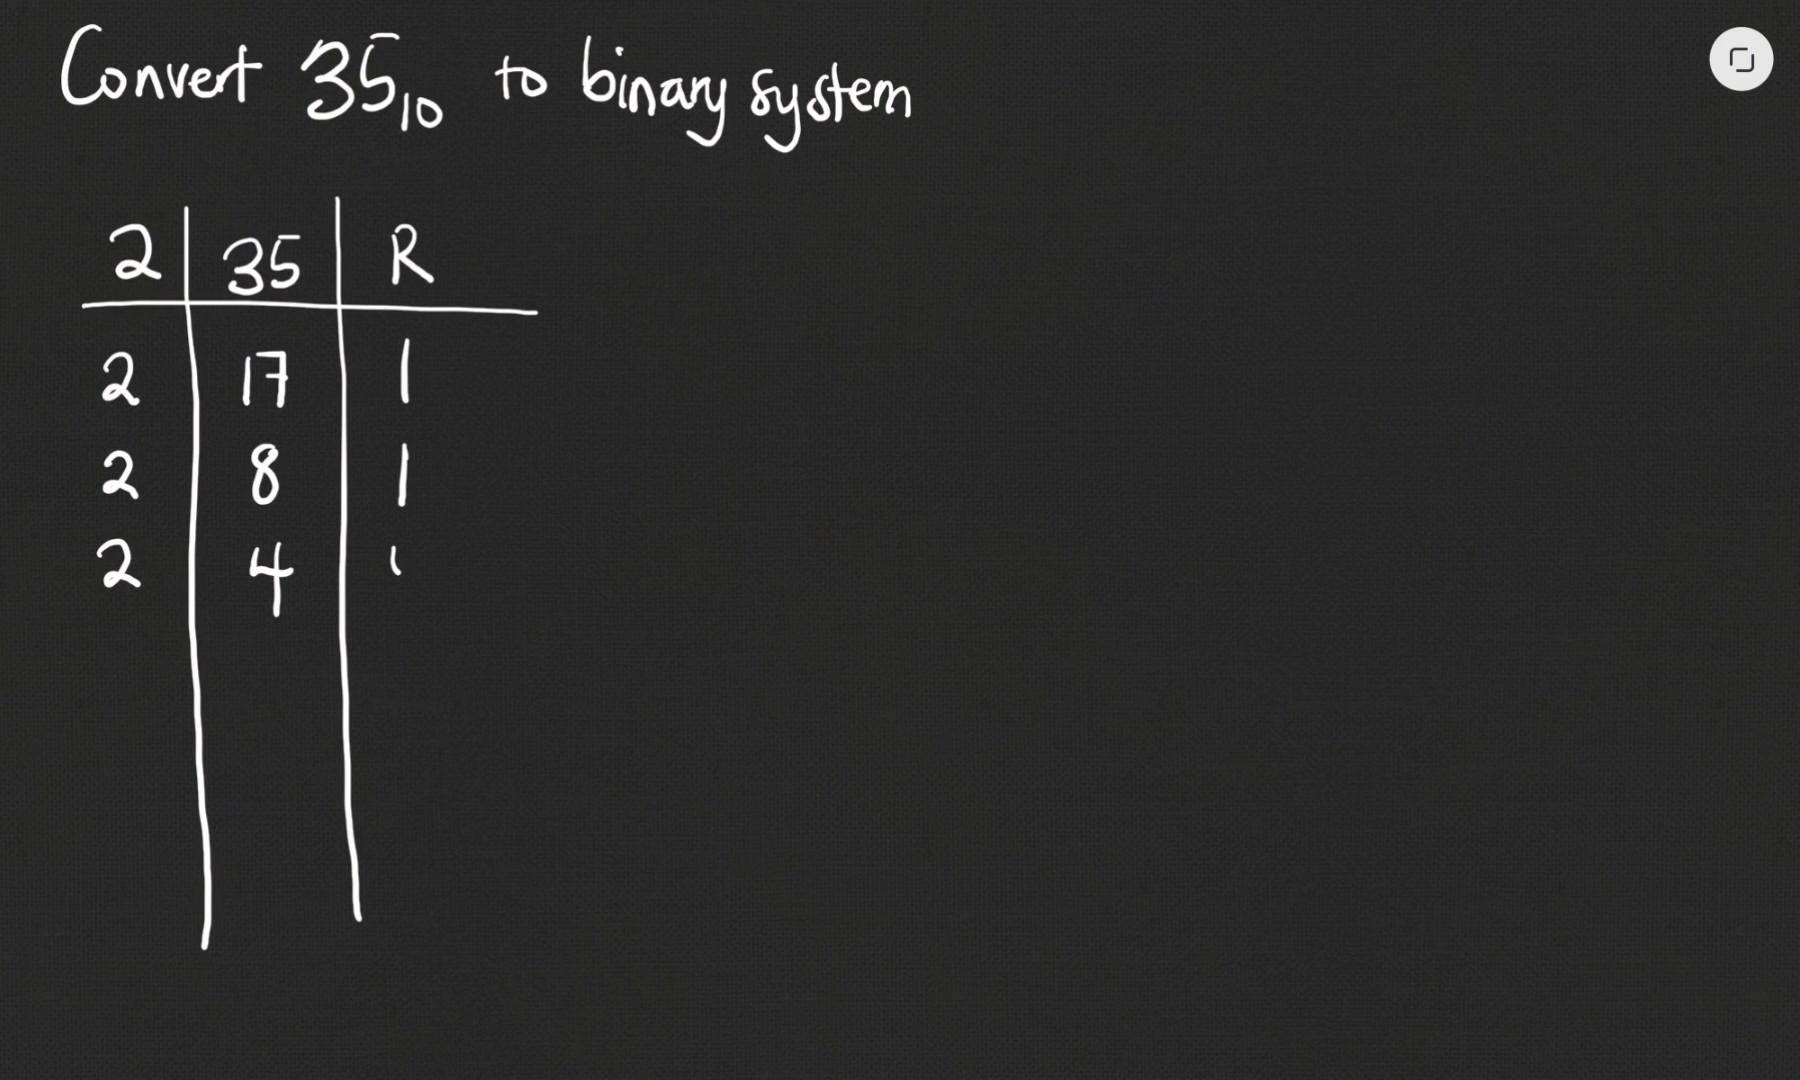 Convert 35₁₀ to binary system
2 35 R
2 17 1
2 8 1
2 4